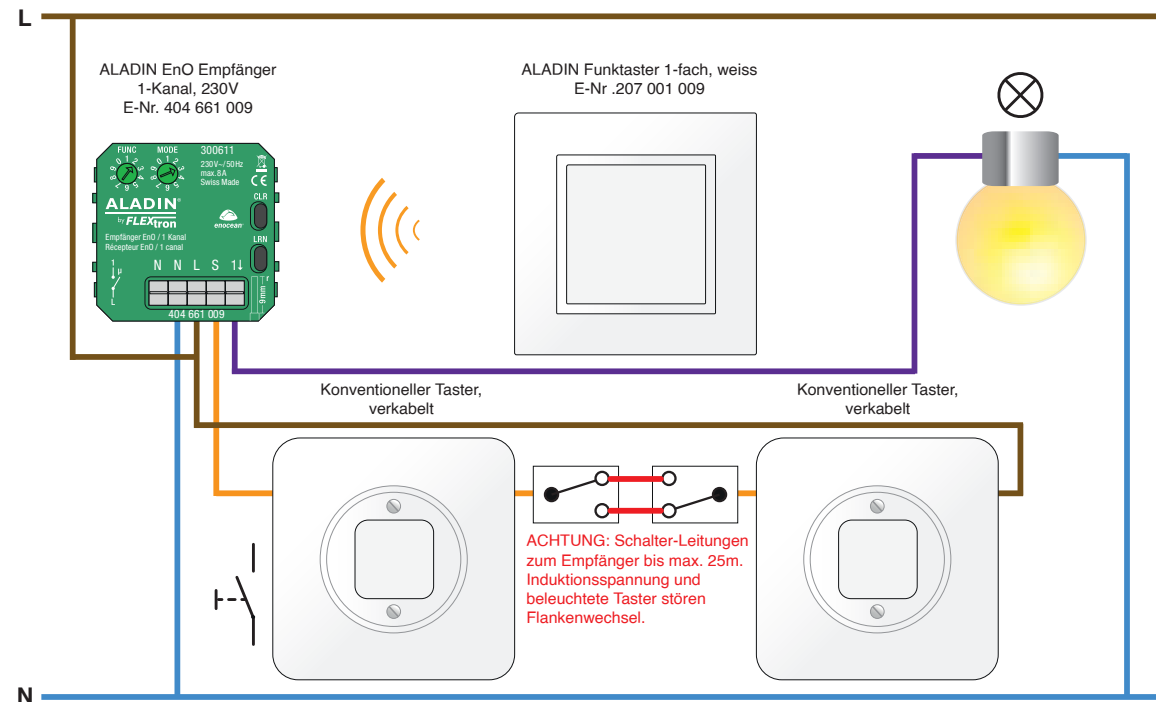 L
ALADIN EnO Empfänger
1-Kanal, 230V
E-Nr. 404 661 009
ALADIN Funktaster 1-fach, weiss
E-Nr .207 001 009
FUNC
MODE
300611
230V~/50Hz
max. 8A
Swiss Made
CE
CLR
ALADIN®
by FLEXtron
enocean®
Empfänger EnO / 1 Kanal
Récepteur EnO / 1 canal
LRN
1
µ
L
N N L S 1↓
9mm
404 661 009
Konventioneller Taster,
verkabelt
Konventioneller Taster,
verkabelt
ACHTUNG: Schalter-Leitungen
zum Empfänger bis max. 25m.
Induktionsspannung und
beleuchtete Taster stören
Flankenwechsel.
N